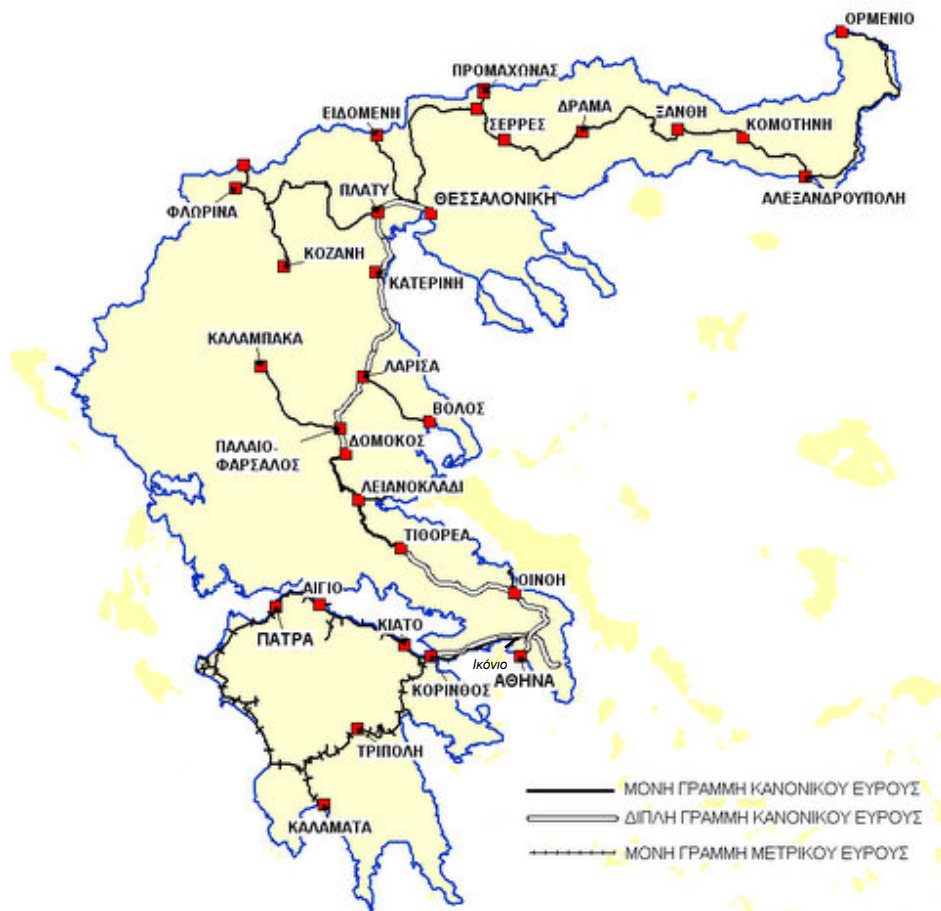 ΟΡΜΕΝΙΟ
ΠΡΟΜΑΧΩΝΑΣ
ΕΙΔΟΜΕΝΗ
ΣΕΡΡΕΣ
ΔΡΑΜΑ
ΞΑΝΘΗ
ΚΟΜΟΤΗΝΗ
ΑΛΕΞΑΝΔΡΟΥΠΟΛΗ
ΦΛΩΡΙΝΑ
ΠΛΑΤΥ
ΘΕΣΣΑΛΟΝΙΚΗ
ΚΟΖΑΝΗ
ΚΑΤΕΡΙΝΗ
ΚΑΛΑΜΠΑΚΑ
ΛΑΡΙΣΑ
ΒΟΛΟΣ
ΠΑΛΑΙΟ-
ΦΑΡΣΑΛΟΣ
ΔΟΜΟΚΟΣ
ΛΕΙΑΝΟΚΛΑΔΙ
ΤΙΘΟΡΕΑ
ΟΙΝΟΗ
ΑΙΓΙΟ
ΠΑΤΡΑ
ΚΙΑΤΟ
Ικόνιο
ΑΘΗΝΑ
ΚΟΡΙΝΘΟΣ
ΤΡΙΠΟΛΗ
ΚΑΛΑΜΑΤΑ
ΜΟΝΗ ΓΡΑΜΜΗ ΚΑΝΟΝΙΚΟΥ ΕΥΡΟΥΣ
ΔΙΠΛΗ ΓΡΑΜΜΗ ΚΑΝΟΝΙΚΟΥ ΕΥΡΟΥΣ
ΜΟΝΗ ΓΡΑΜΜΗ ΜΕΤΡΙΚΟΥ ΕΥΡΟΥΣ